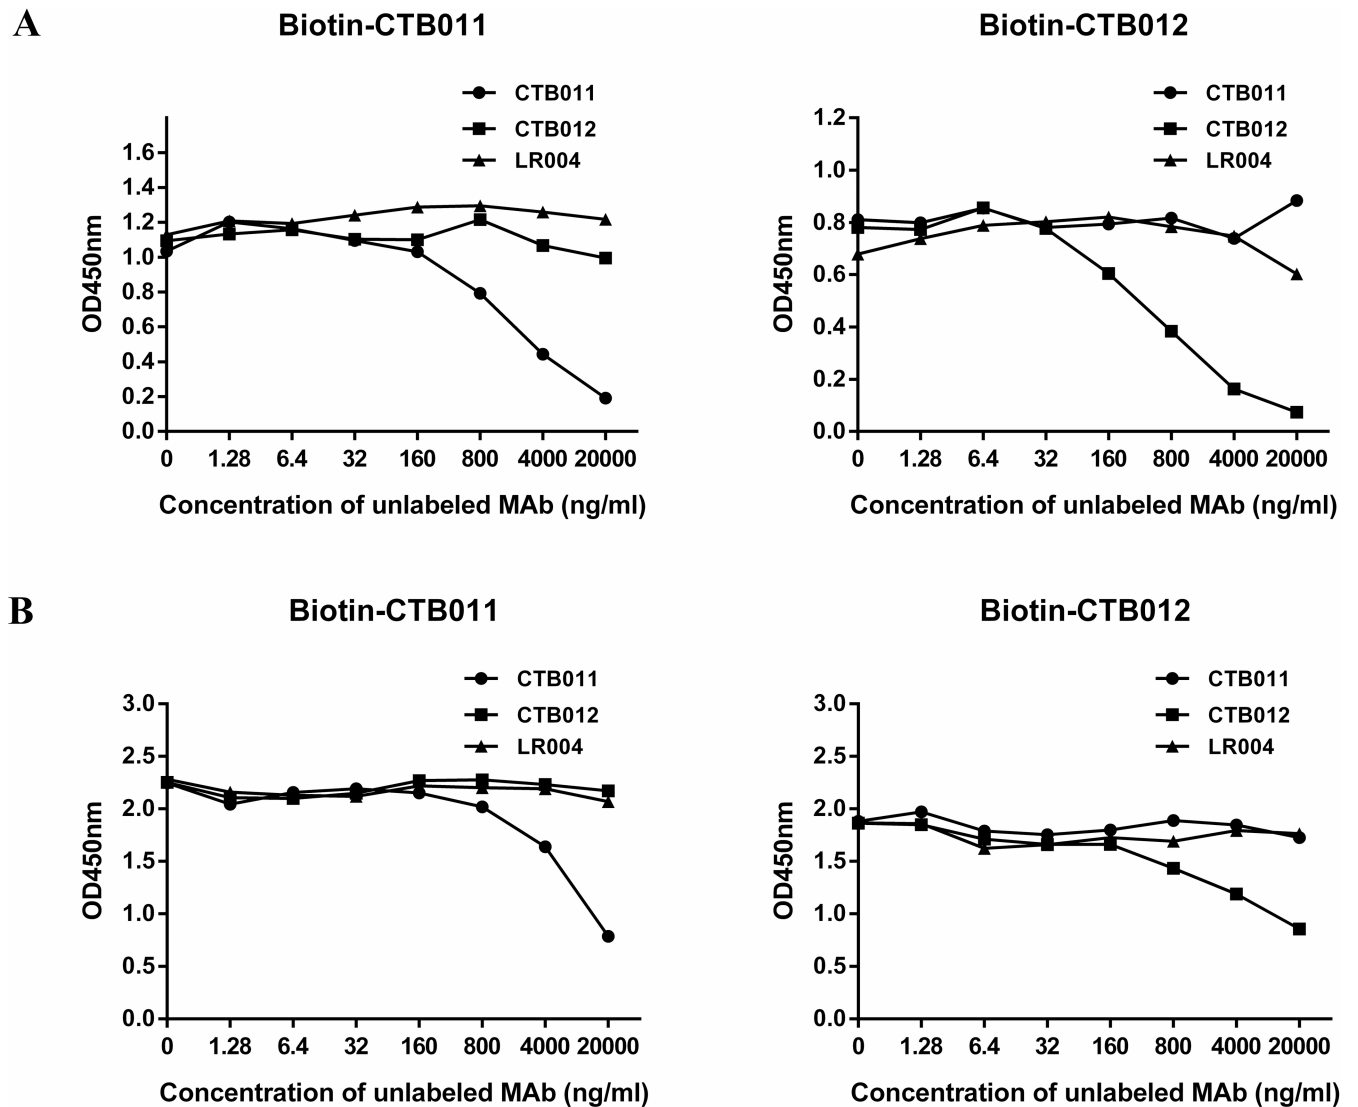 A
Biotin-CTB011
CTB011
CTB012
LR004
1.6
1.4
1.2
1.0
0.8
0.6
0.4
0.2
0.0
OD450nm
0 1.28 6.4 32 160 800 4000 20000
Concentration of unlabeled MAb (ng/ml)
Biotin-CTB012
CTB011
CTB012
LR004
1.2
1.0
0.8
0.6
0.4
0.2
0.0
OD450nm
0 1.28 6.4 32 160 800 4000 20000
Concentration of unlabeled MAb (ng/ml)
B
Biotin-CTB011
CTB011
CTB012
LR004
3.0
2.5
2.0
1.5
1.0
0.5
0.0
OD450nm
0 1.28 6.4 32 160 800 4000 20000
Concentration of unlabeled MAb (ng/ml)
Biotin-CTB012
CTB011
CTB012
LR004
3.0
2.5
2.0
1.5
1.0
0.5
0.0
OD450nm
0 1.28 6.4 32 160 800 4000 20000
Concentration of unlabeled MAb (ng/ml)